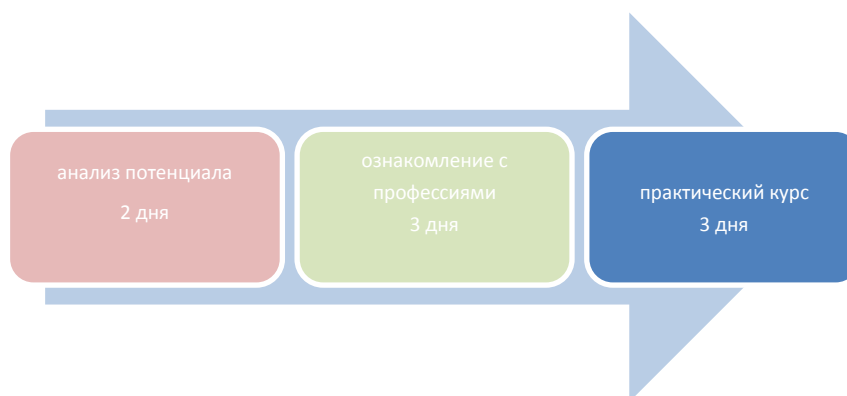 анализ потенциала
2 дня
ознакомление с
профессиями
3 дня
практический курс
3 дня